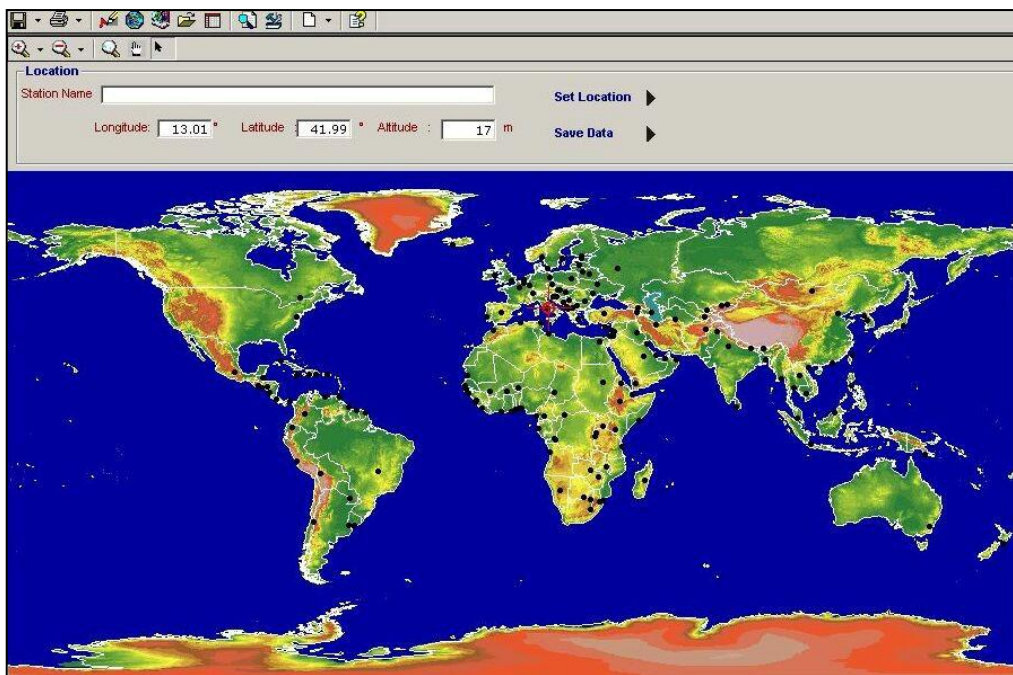 Location
Station Name
Set Location
Longitude: 13.01 ° Latitude : 41.99 ° Altitude : 17 m
Save Data